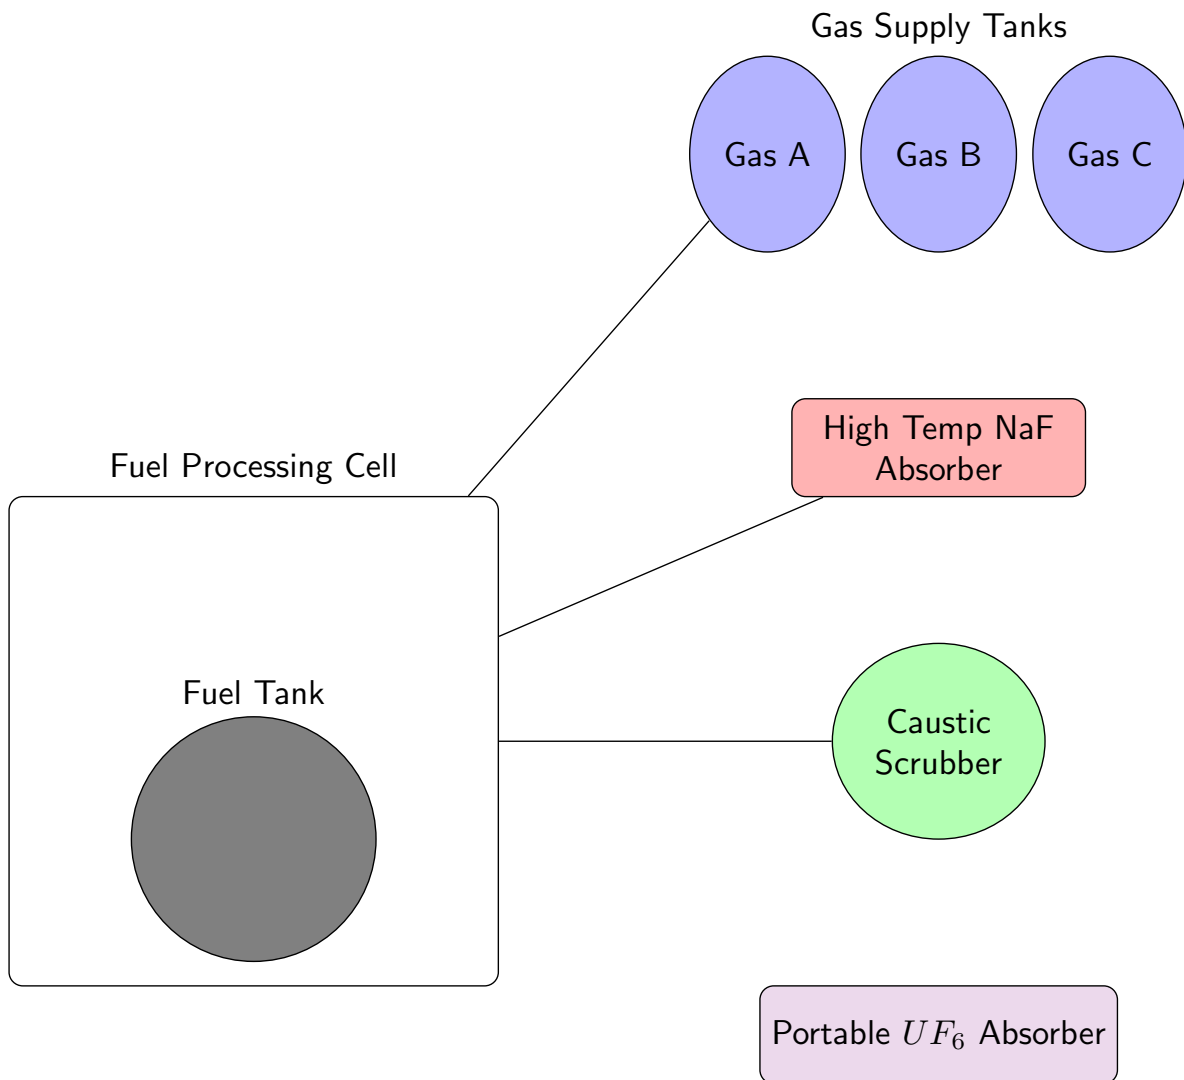 Gas Supply Tanks
Gas A
Gas B
Gas C
High Temp NaF
Absorber
Fuel Processing Cell
Fuel Tank
Caustic
Scrubber
Portable UF₆ Absorber